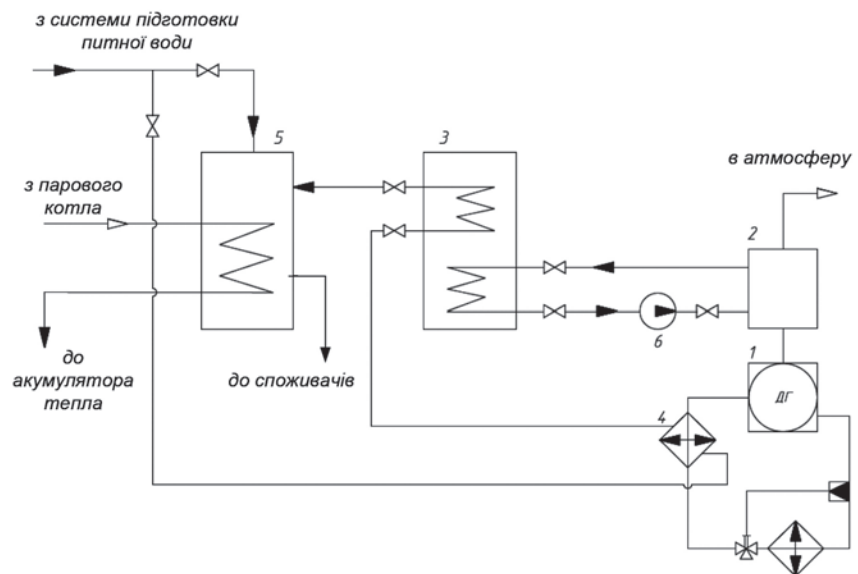 з системи підготовки
питної води
5
3
в атмосферу
з парового
котла
2
6
1
до
акумулятора
тепла
до споживачів
4
ДГ